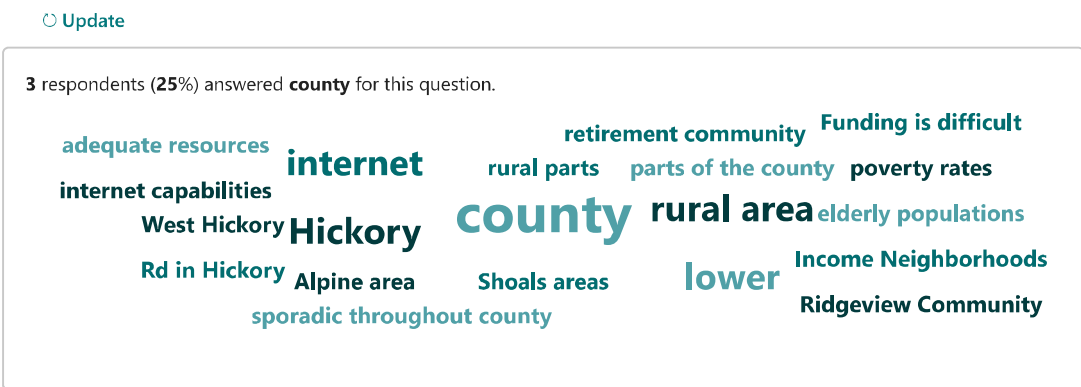 Update
3 respondents (25%) answered county for this question.
Funding is difficult
retirement community
adequate resources
internet
rural parts
parts of the county
poverty rates
internet capabilities
county
rural area
elderly populations
West Hickory
Hickory
Rd in Hickory
Alpine area
Shoals areas
lower
Income Neighborhoods
Ridgeview Community
sporadic throughout county